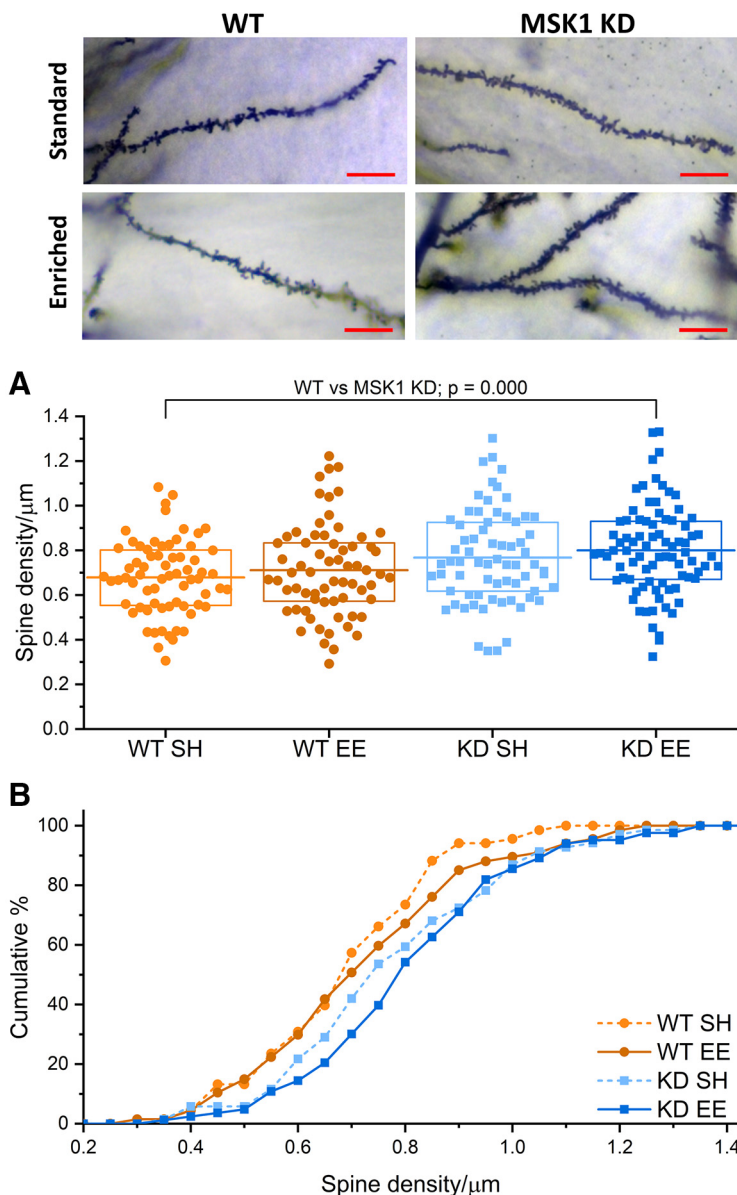 WT MSK1 KD
Standard
Enriched
A
WT vs MSK1 KD; p = 0.000
Spine density/μm
1.4
1.2
1.0
0.8
0.6
0.4
0.2
0.0
WT SH WT EE KD SH KD EE
B
Cumulative %
100
80
60
40
20
0
WT SH
WT EE
KD SH
KD EE
0.2 0.4 0.6 0.8 1.0 1.2 1.4
Spine density/μm